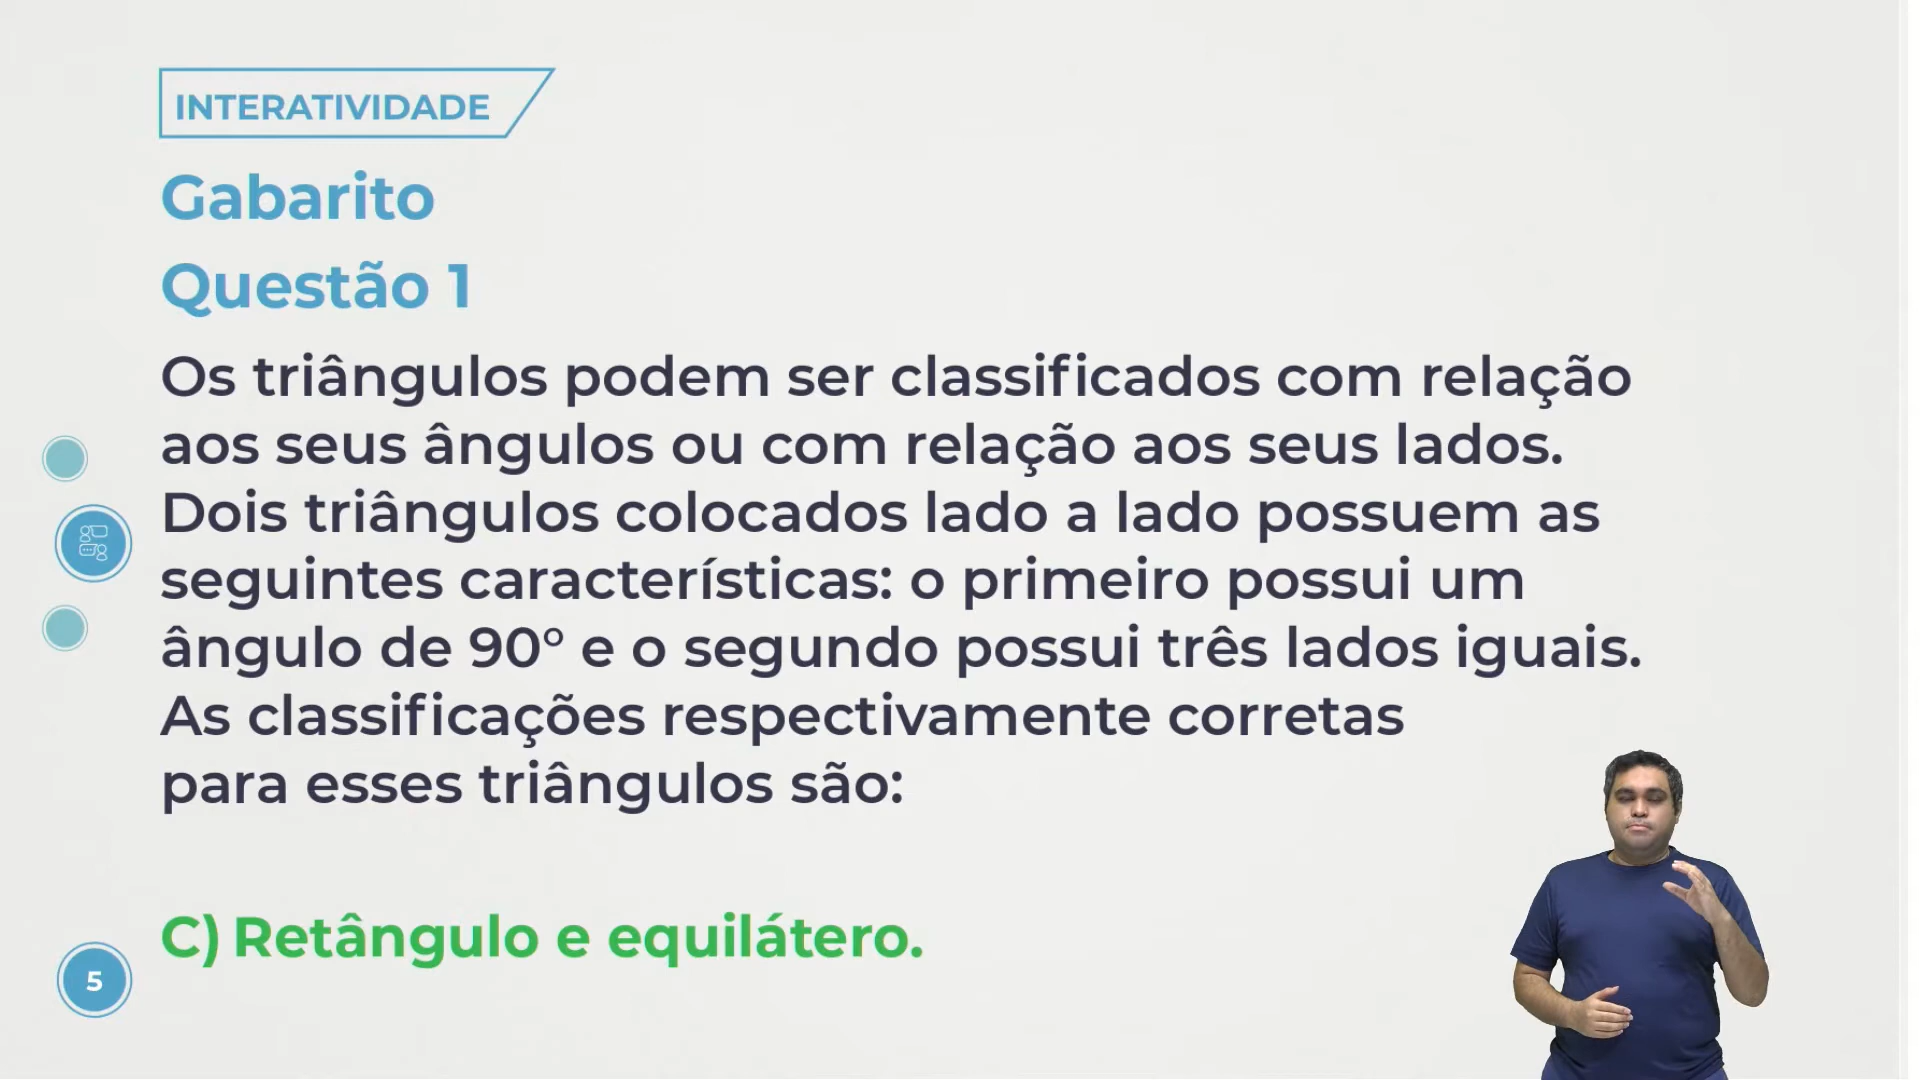 INTERATIVIDADE
Gabarito
Questão 1
Os triângulos podem ser classificados com relação
aos seus ângulos ou com relação aos seus lados.
Dois triângulos colocados lado a lado possuem as
seguintes características: o primeiro possui um
ângulo de 90° e o segundo possui três lados iguais.
As classificações respectivamente corretas
para esses triângulos são:
C) Retângulo e equilátero.
5